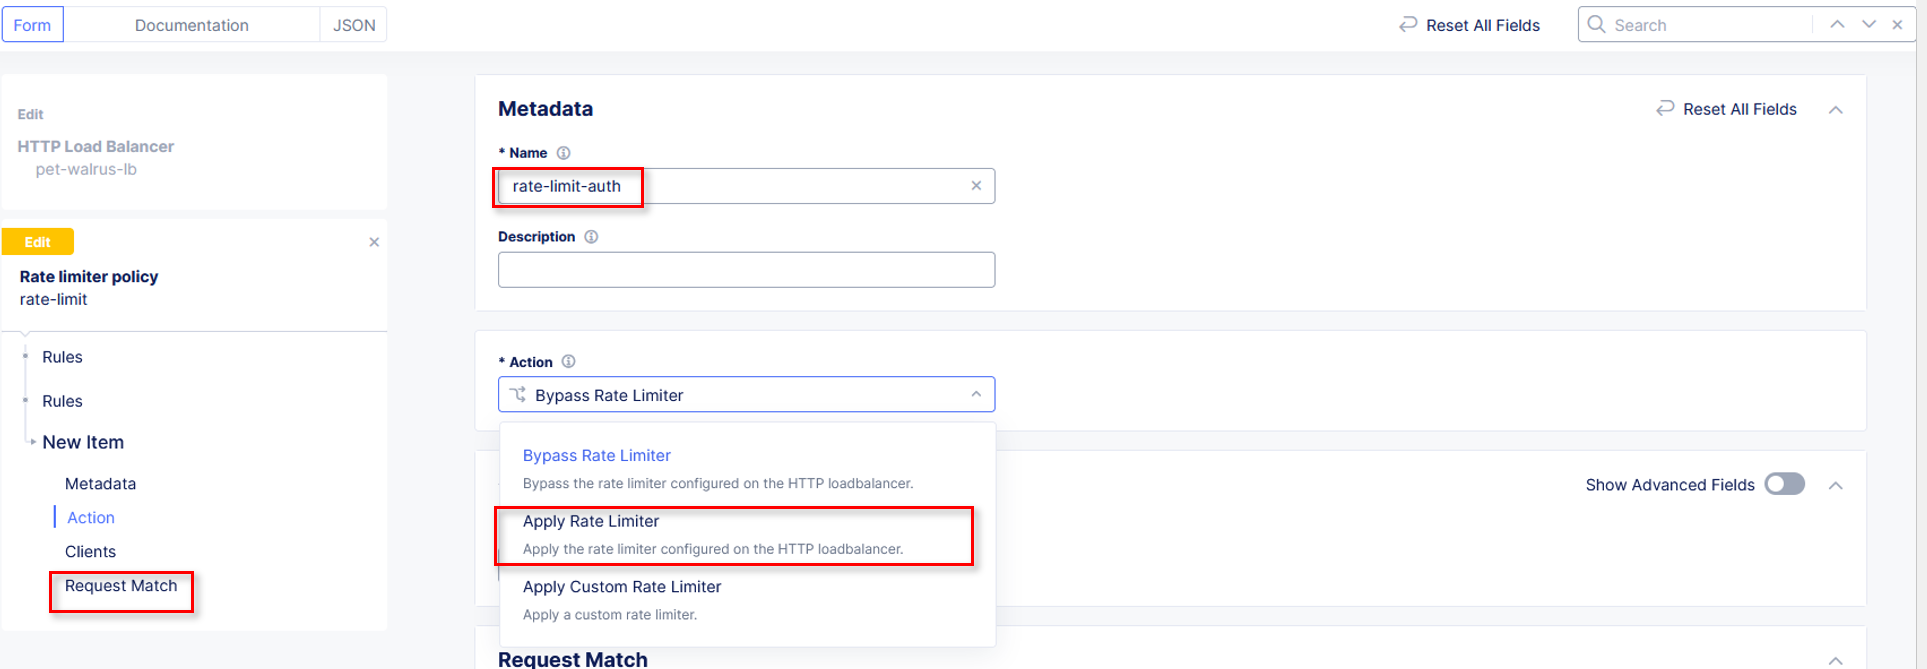 Form
Documentation
JSON
Reset All Fields
Search
Edit
HTTP Load Balancer
pet-walrus-lb
Edit
Rate limiter policy
rate-limit
Rules
Rules
New Item
Metadata
Action
Clients
Request Match
Metadata
Reset All Fields
* Name
rate-limit-auth
Description
* Action
Bypass Rate Limiter
Bypass Rate Limiter
Bypass the rate limiter configured on the HTTP loadbalancer.
Apply Rate Limiter
Apply the rate limiter configured on the HTTP loadbalancer.
Apply Custom Rate Limiter
Apply a custom rate limiter.
Show Advanced Fields
Request Match